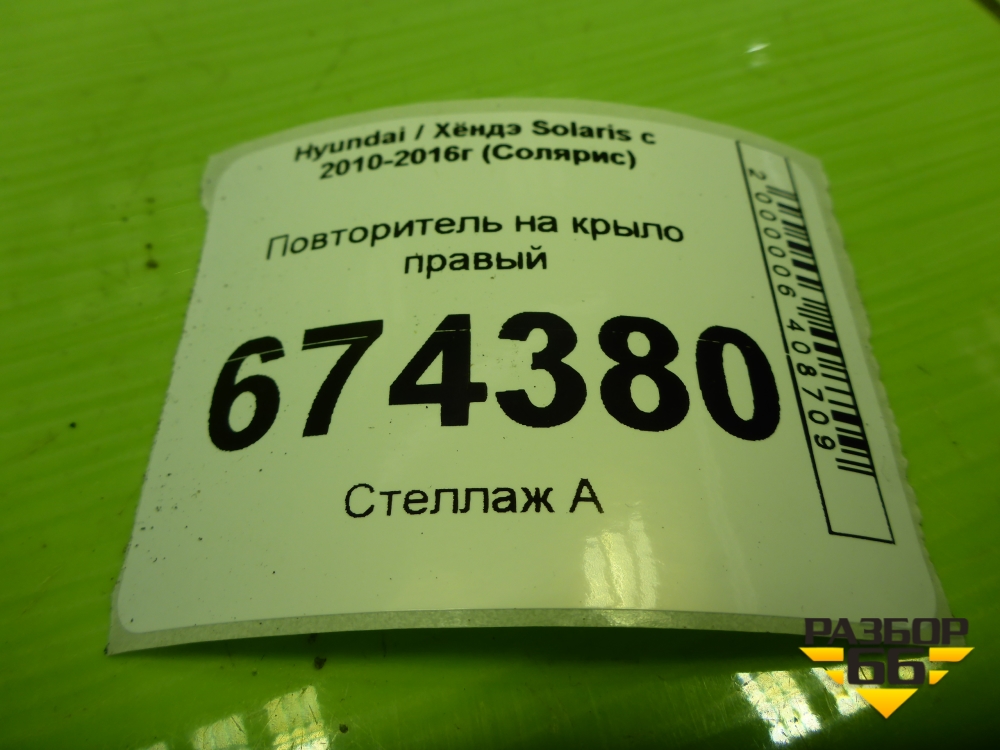 Hyundai / Хёндэ Solaris с
2010-2016г (Солярис)
Повторитель на крыло
правый
674380
Стеллаж А
2000006408709
РАЗБОР
66